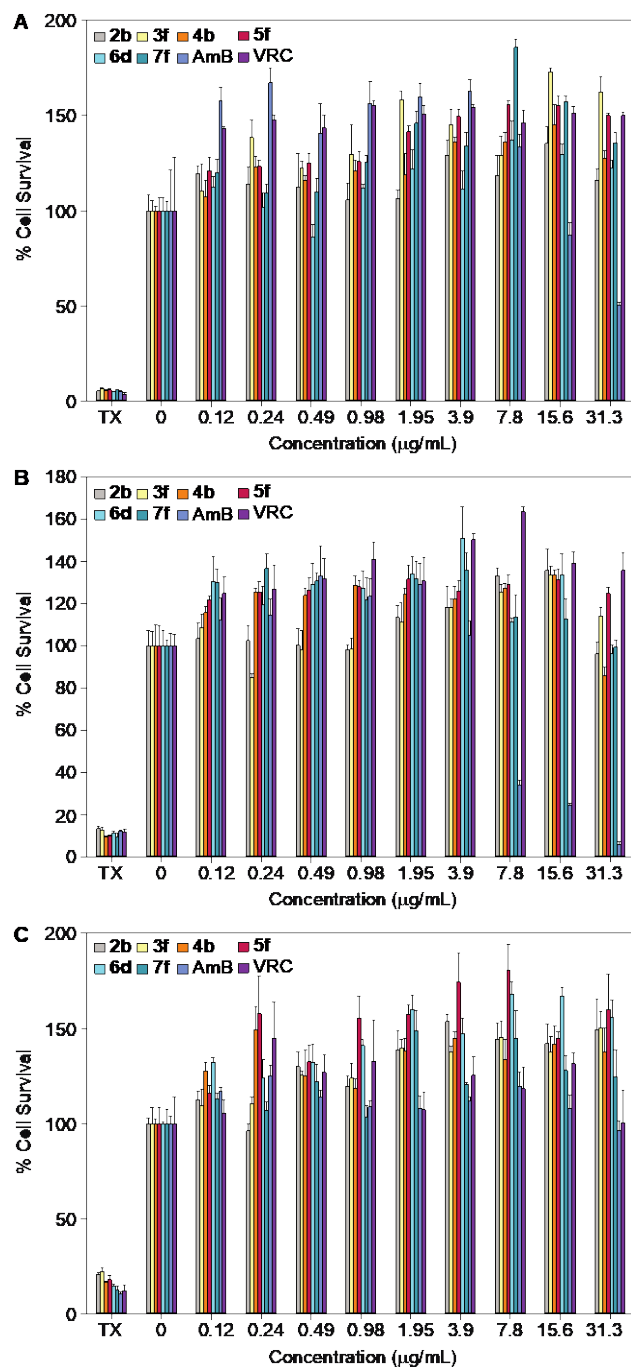 A
2b 3f 4b 5f
6d 7f AmB VRC
200
150
100
50
0
% Cell Survival
TX 0 0.12 0.24 0.49 0.98 1.95 3.9 7.8 15.6 31.3
Concentration (μg/mL)
B
2b 3f 4b 5f
6d 7f AmB VRC
180
160
140
120
100
80
60
40
20
0
% Cell Survival
TX 0 0.12 0.24 0.49 0.98 1.95 3.9 7.8 15.6 31.3
Concentration (μg/mL)
C
2b 3f 4b 5f
6d 7f AmB VRC
200
150
100
50
0
% Cell Survival
TX 0 0.12 0.24 0.49 0.98 1.95 3.9 7.8 15.6 31.3
Concentration (μg/mL)